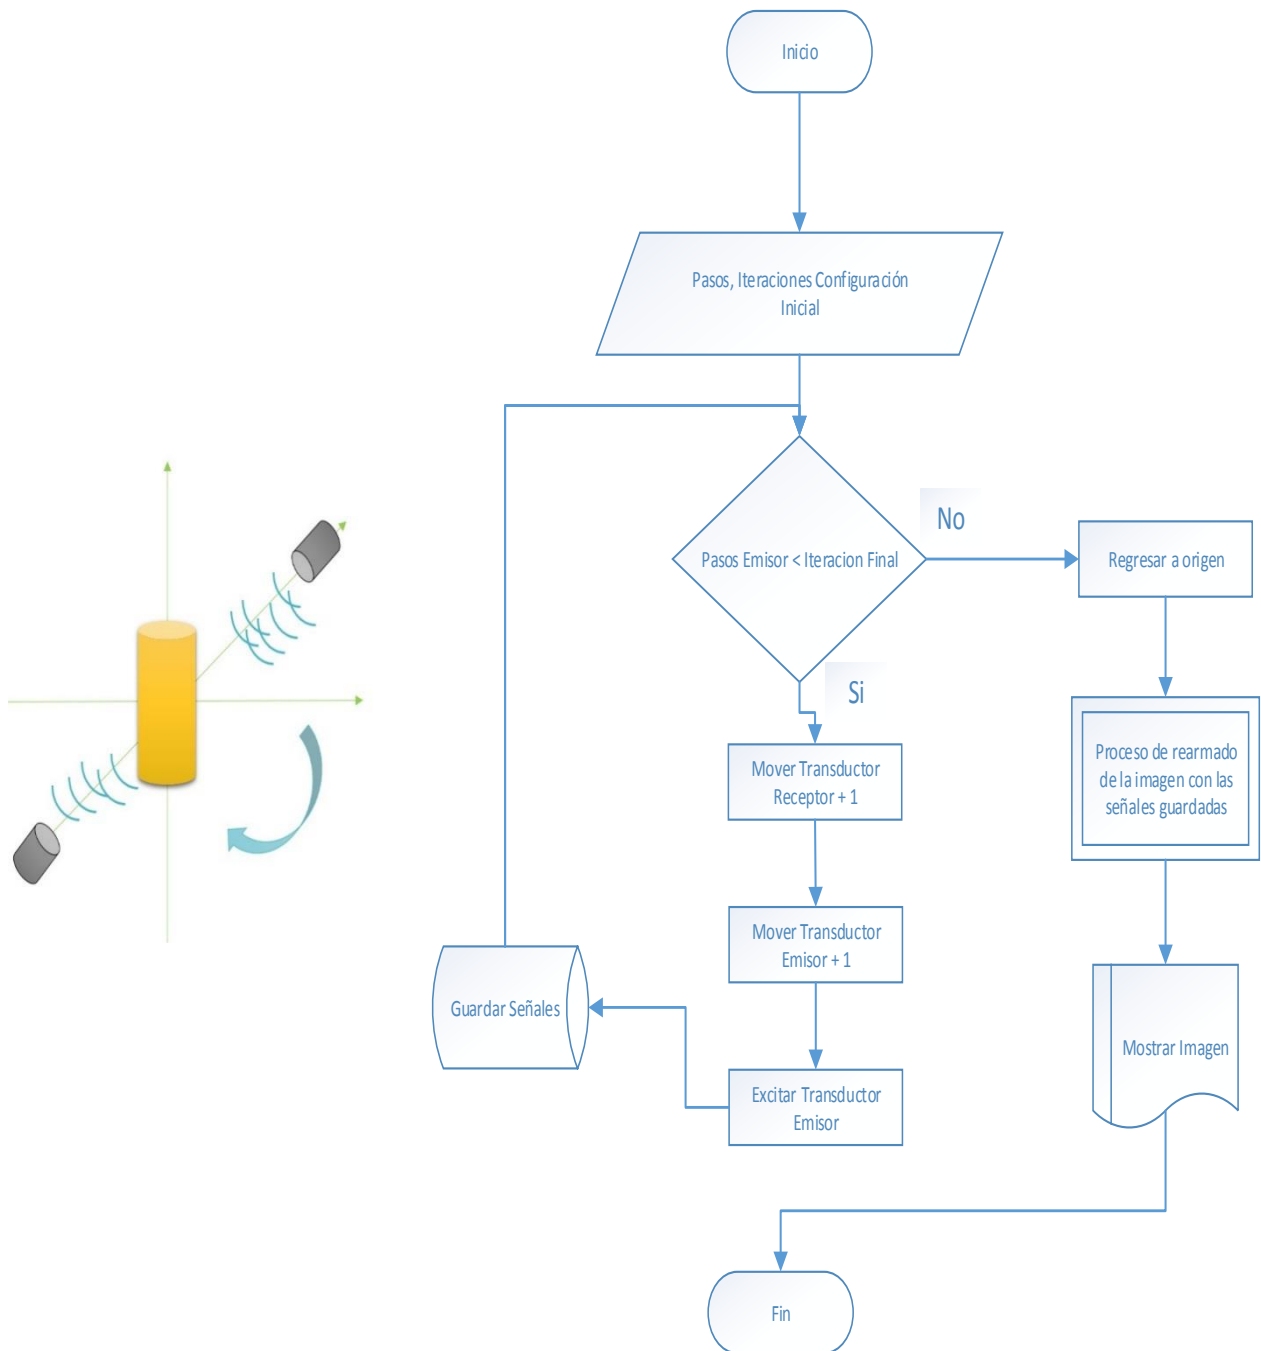 Inicio
Pasos, Iteraciones Configuración
Inicial
Pasos Emisor < Iteracion Final
No
Regresar a origen
Si
Mover Transductor
Receptor + 1
Proceso de rearmado
de la imagen con las
señales guardadas
Mover Transductor
Emisor + 1
Guardar Señales
Mostrar Imagen
Excitar Transductor
Emisor
Fin